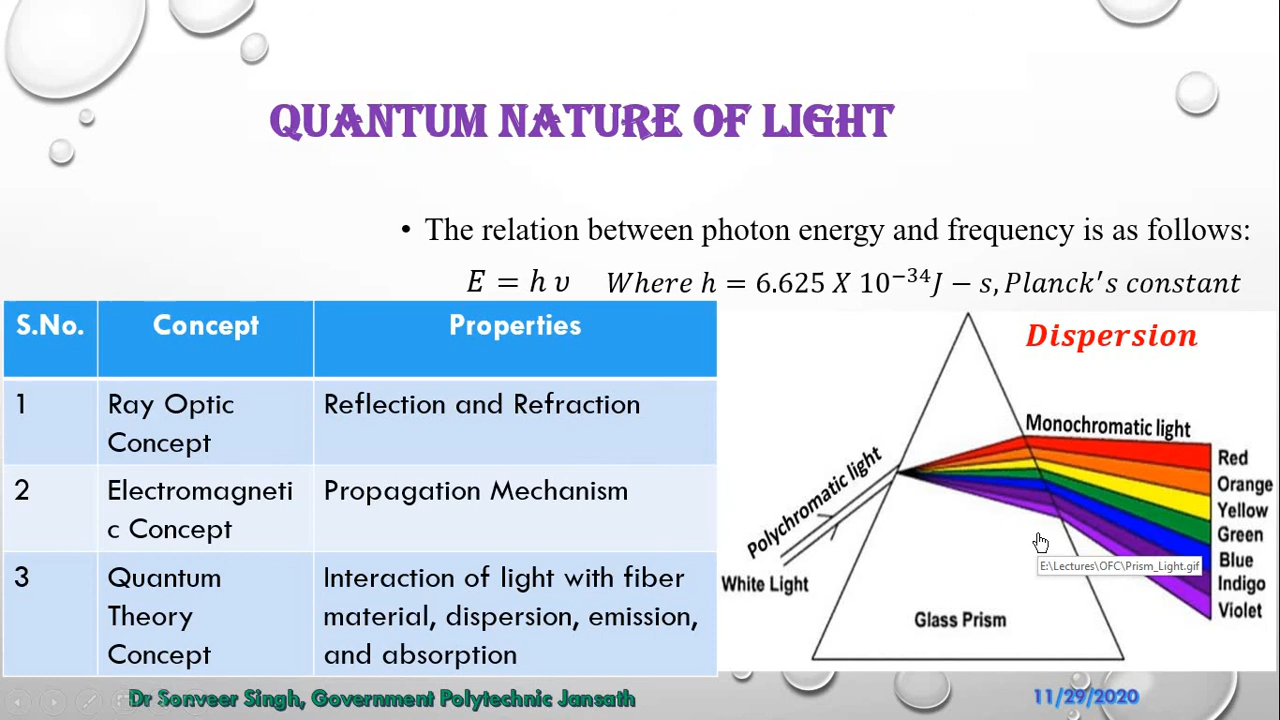 QUANTUM NATURE OF LIGHT
• The relation between photon energy and frequency is as follows:
E = h υ Where h = 6.625 X 10⁻³⁴J − s, Planck′s constant
S.No. Concept Properties
1 Ray Optic Reflection and Refraction
Concept
2 Electromagneti Propagation Mechanism
c Concept
3 Quantum Interaction of light with fiber
Theory material, dispersion, emission,
Concept and absorption
Dispersion
Monochromatic light
Polychromatic light
White Light
Glass Prism
Red
Orange
Yellow
Green
Blue
Indigo
Violet
E:\Lectures\OFC\Prism_Light.gif
Dr Sonveer Singh, Government Polytechnic Jansath
11/29/2020